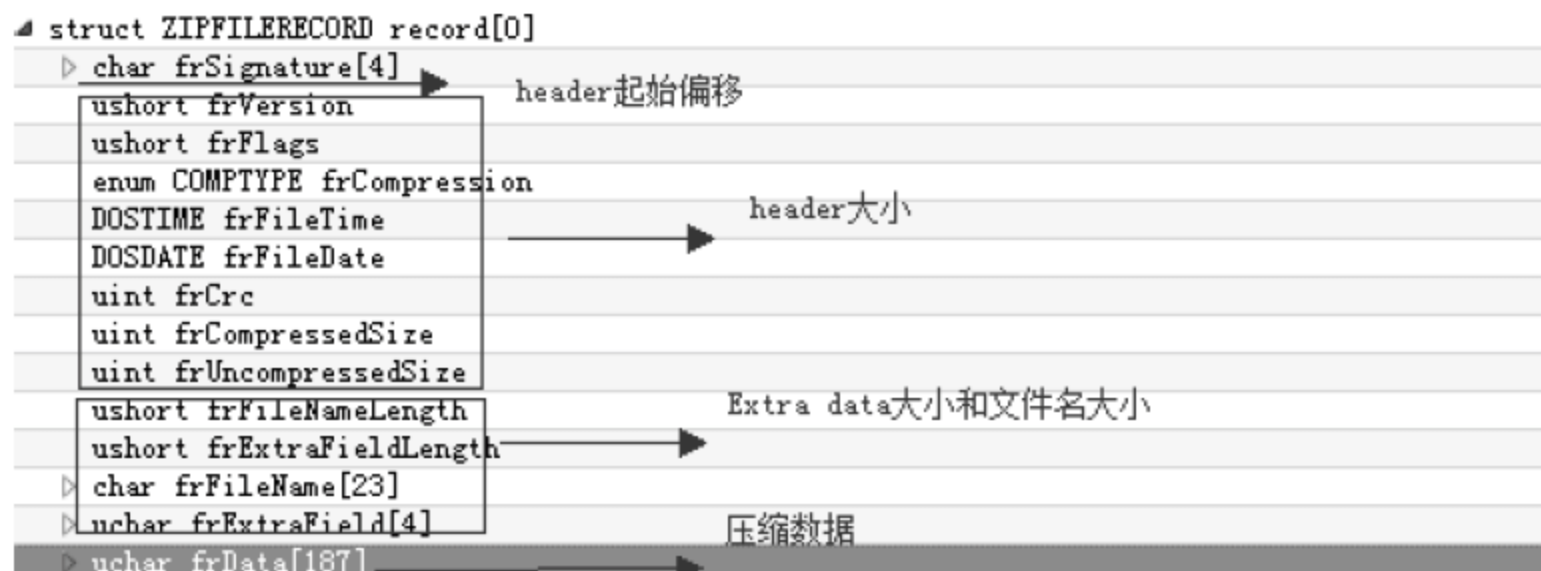 struct ZIPFILERECORD record[0]
char frSignature[4]
header起始偏移
ushort frVersion
ushort frFlags
enum COMPTYPE frCompression
header大小
DOSTIME frFileTime
DOSDATE frFileDate
uint frCrc
uint frCompressedSize
uint frUncompressedSize
Extra data大小和文件名大小
ushort frFileNameLength
ushort frExtraFieldLength
char frFileName[23]
uchar frExtraField[4]
压缩数据
uchar frData[187]